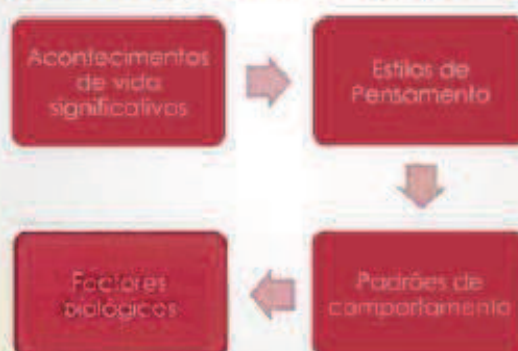 Acontecimentos
de vida
significativos
Estilos de
Pensamento
Padrões de
comportamento
Factores
biológicos